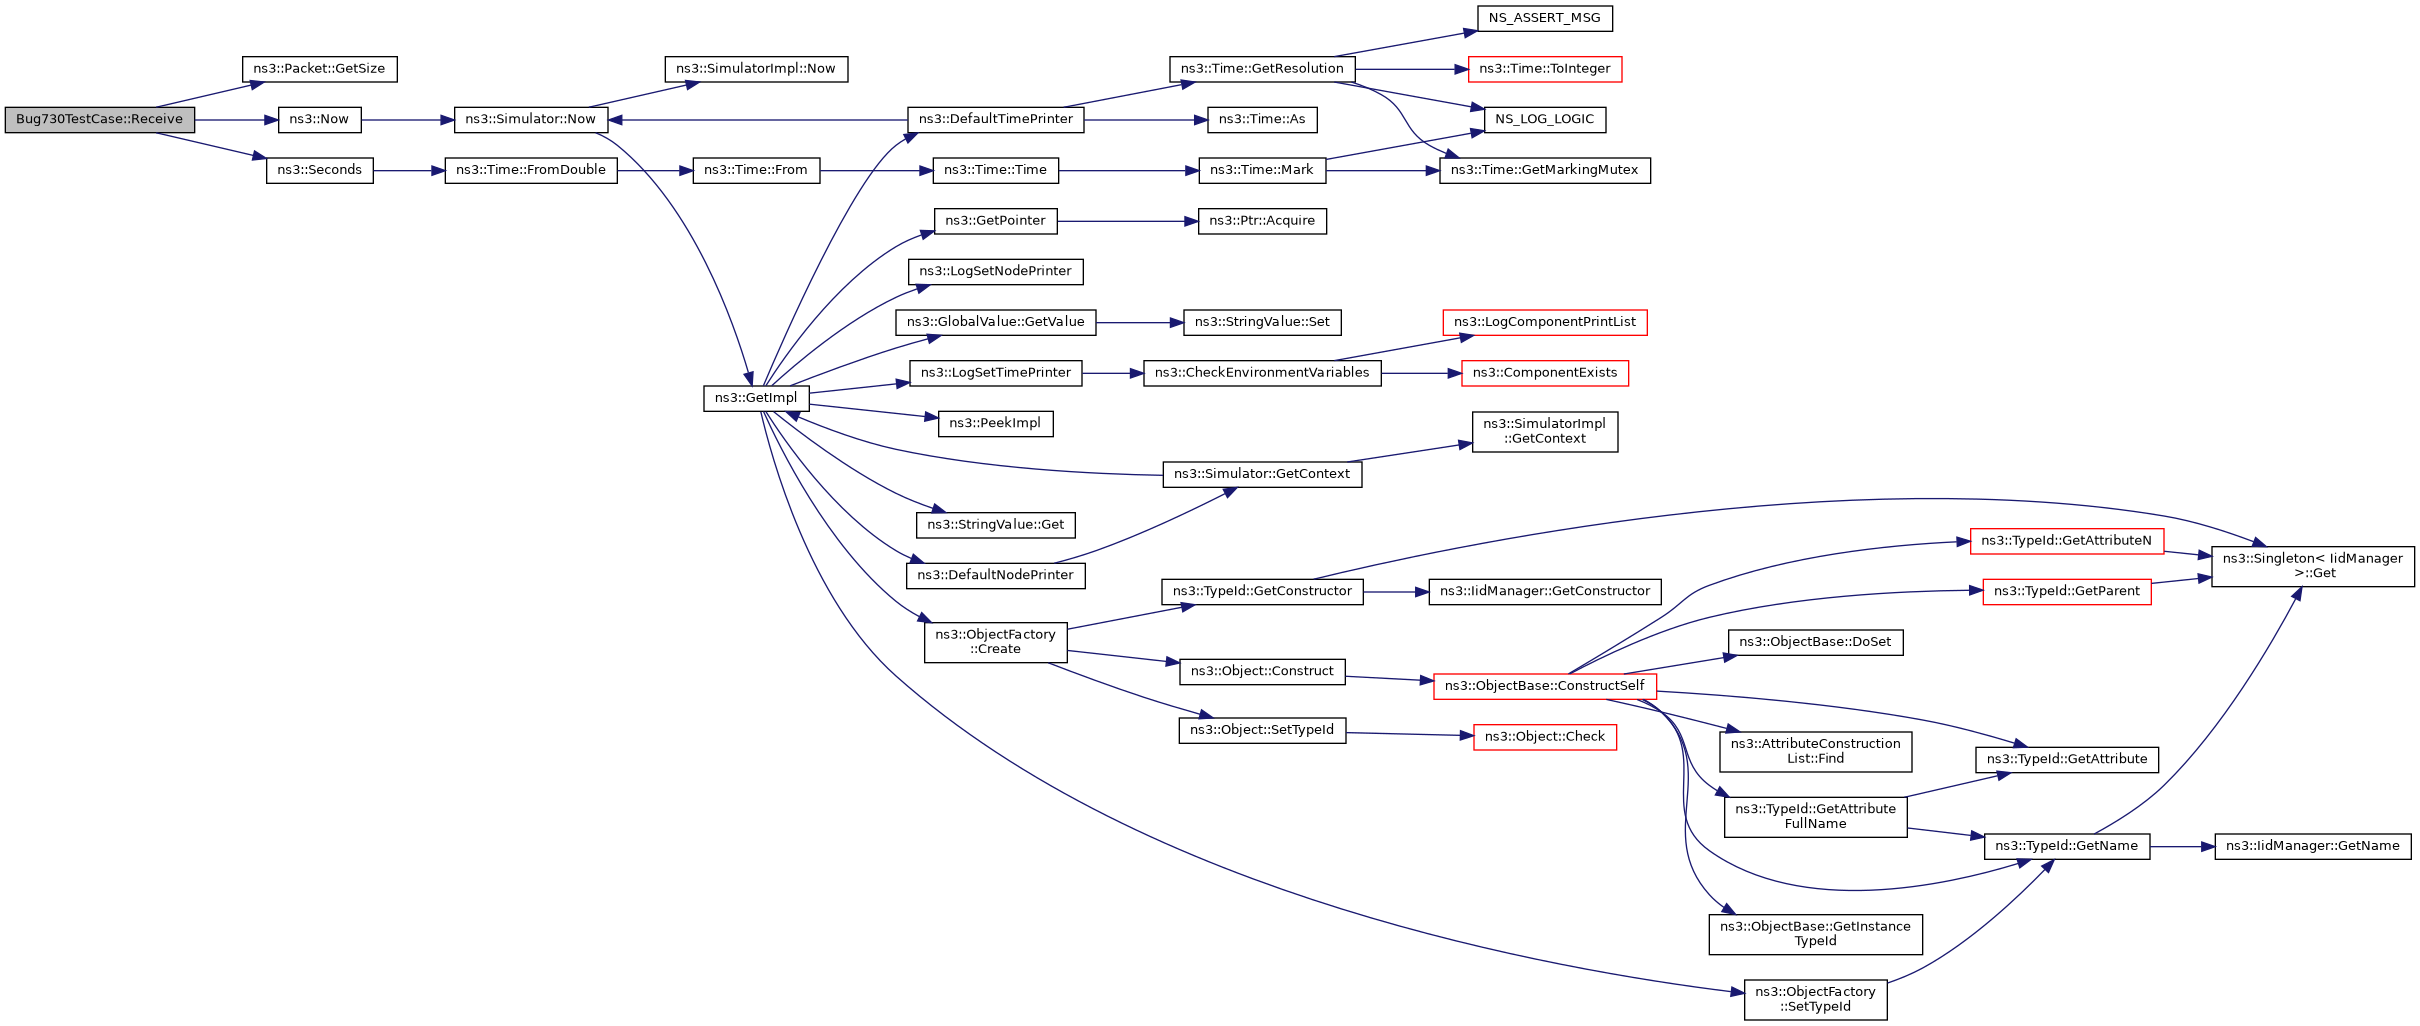 NS_ASSERT_MSG
ns3::Packet::GetSize
ns3::SimulatorImpl::Now
ns3::Time::GetResolution
ns3::Time::ToInteger
Bug730TestCase::Receive
ns3::Now
ns3::Simulator::Now
ns3::DefaultTimePrinter
ns3::Time::As
NS_LOG_LOGIC
ns3::Seconds
ns3::Time::FromDouble
ns3::Time::From
ns3::Time::Time
ns3::Time::Mark
ns3::Time::GetMarkingMutex
ns3::GetPointer
ns3::Ptr::Acquire
ns3::LogSetNodePrinter
ns3::GlobalValue::GetValue
ns3::StringValue::Set
ns3::LogComponentPrintList
ns3::LogSetTimePrinter
ns3::CheckEnvironmentVariables
ns3::ComponentExists
ns3::GetImpl
ns3::PeekImpl
ns3::SimulatorImpl
::GetContext
ns3::Simulator::GetContext
ns3::StringValue::Get
ns3::DefaultNodePrinter
ns3::TypeId::GetAttributeN
ns3::Singleton< IidManager
>::Get
ns3::TypeId::GetConstructor
ns3::IidManager::GetConstructor
ns3::TypeId::GetParent
ns3::ObjectFactory
::Create
ns3::ObjectBase::DoSet
ns3::Object::Construct
ns3::ObjectBase::ConstructSelf
ns3::Object::SetTypeId
ns3::Object::Check
ns3::AttributeConstruction
List::Find
ns3::TypeId::GetAttribute
ns3::TypeId::GetAttribute
FullName
ns3::TypeId::GetName
ns3::IidManager::GetName
ns3::ObjectBase::GetInstance
TypeId
ns3::ObjectFactory
::SetTypeId